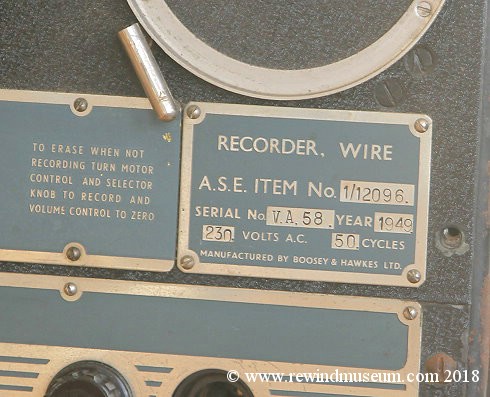 TO ERASE WHEN NOT
RECORDING TURN MOTOR
CONTROL AND SELECTOR
KNOB TO RECORD AND
VOLUME CONTROL TO ZERO
RECORDER, WIRE
A.S.E. ITEM No. 1/12096.
SERIAL No. V.A. 58. YEAR 1949
230 VOLTS A.C. 50 CYCLES
MANUFACTURED BY BOOSEY & HAWKES LTD.
© www.rewindmuseum.com 2018